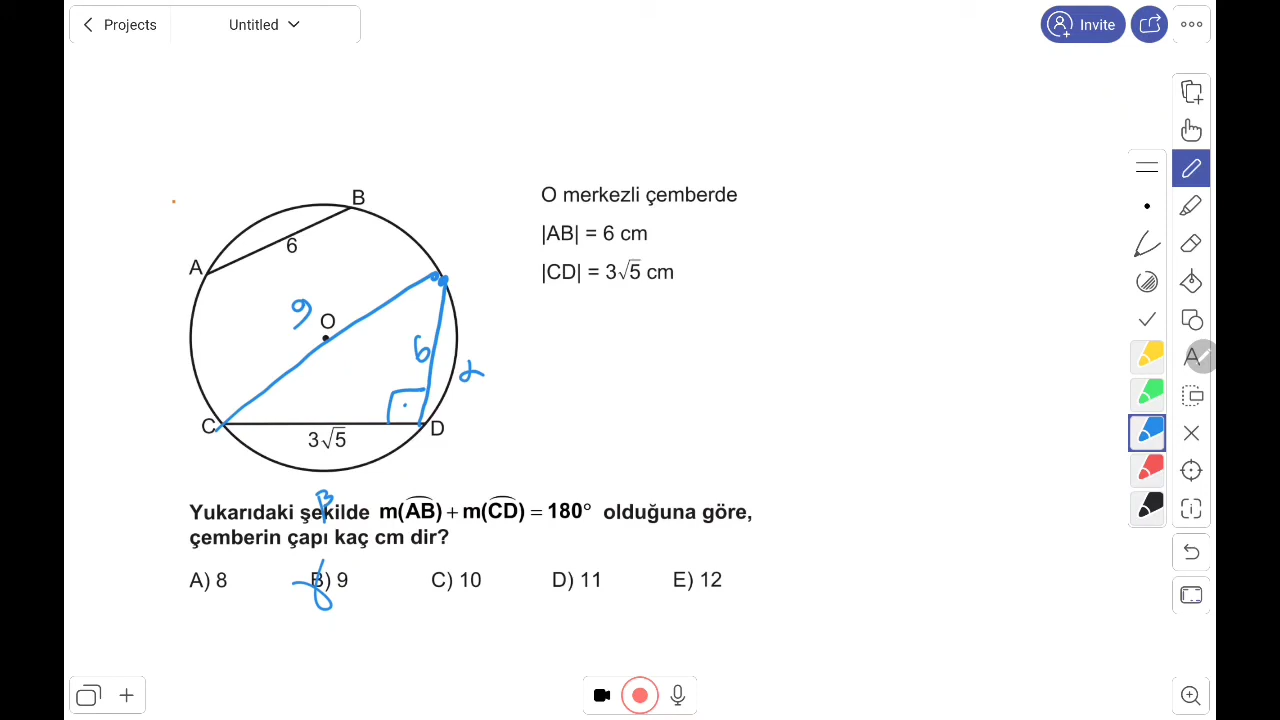 Projects
Untitled
Invite
O merkezli çemberde
|AB| = 6 cm
|CD| = 3√5 cm
B
6
A
9
O
6
α
C
D
3√5
β
Yukarıdaki şekilde m(AB) + m(CD) = 180° olduğuna göre,
çemberin çapı kaç cm dir?
A) 8 B) 9 C) 10 D) 11 E) 12
A